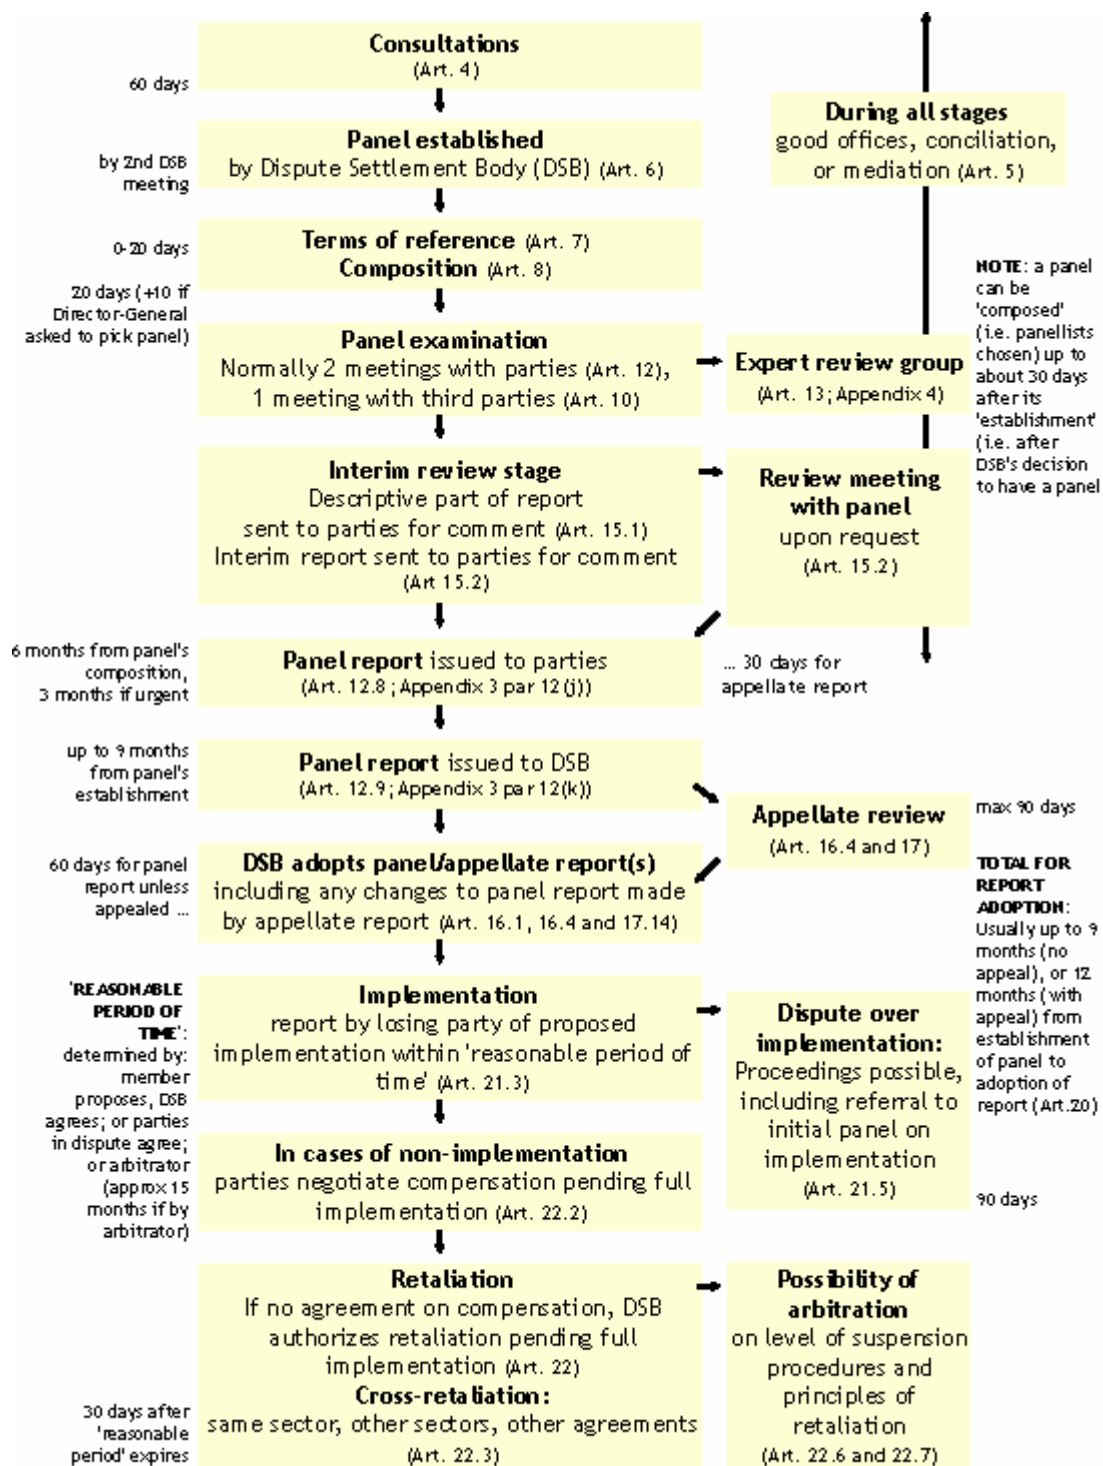 Consultations
(Art. 4)
60 days
During all stages
good offices, conciliation,
or mediation (Art. 5)
Panel established
by Dispute Settlement Body (DSB) (Art. 6)
by 2nd DSB
meeting
Terms of reference (Art. 7)
Composition (Art. 8)
0-20 days
20 days (+10 if
Director-General
asked to pick panel)
NOTE: a panel
can be
'composed'
(i.e. panellists
chosen) up to
about 30 days
after its
'establishment'
(i.e. after
DSB's decision
to have a panel
Panel examination
Normally 2 meetings with parties (Art. 12),
1 meeting with third parties (Art. 10)
Expert review group
(Art. 13; Appendix 4)
Interim review stage
Descriptive part of report
sent to parties for comment (Art. 15.1)
Interim report sent to parties for comment
(Art 15.2)
Review meeting
with panel
upon request
(Art. 15.2)
6 months from panel's
composition,
3 months if urgent
Panel report issued to parties
(Art. 12.8; Appendix 3 par 12(j))
... 30 days for
appellate report
up to 9 months
from panel's
establishment
Panel report issued to DSB
(Art. 12.9; Appendix 3 par 12(k))
Appellate review
(Art. 16.4 and 17)
max 90 days
60 days for panel
report unless
appealed ...
DSB adopts panel/appellate report(s)
including any changes to panel report made
by appellate report (Art. 16.1, 16.4 and 17.14)
TOTAL FOR
REPORT
ADOPTION:
Usually up to 9
months (no
appeal), or 12
months (with
appeal) from
establishment
of panel to
adoption of
report (Art.20)
'REASONABLE
PERIOD OF
TIME':
determined by:
member
proposes, DSB
agrees; or parties
in dispute agree;
or arbitrator
(approx 15
months if by
arbitrator)
Implementation
report by losing party of proposed
implementation within 'reasonable period of
time' (Art. 21.3)
Dispute over
implementation:
Proceedings possible,
including referral to
initial panel on
implementation
(Art. 21.5)
90 days
In cases of non-implementation
parties negotiate compensation pending full
implementation (Art. 22.2)
Retaliation
If no agreement on compensation, DSB
authorizes retaliation pending full
implementation (Art. 22)
Cross-retaliation:
same sector, other sectors, other agreements
(Art. 22.3)
30 days after
'reasonable
period' expires
Possibility of
arbitration
on level of suspension
procedures and
principles of
retaliation
(Art. 22.6 and 22.7)